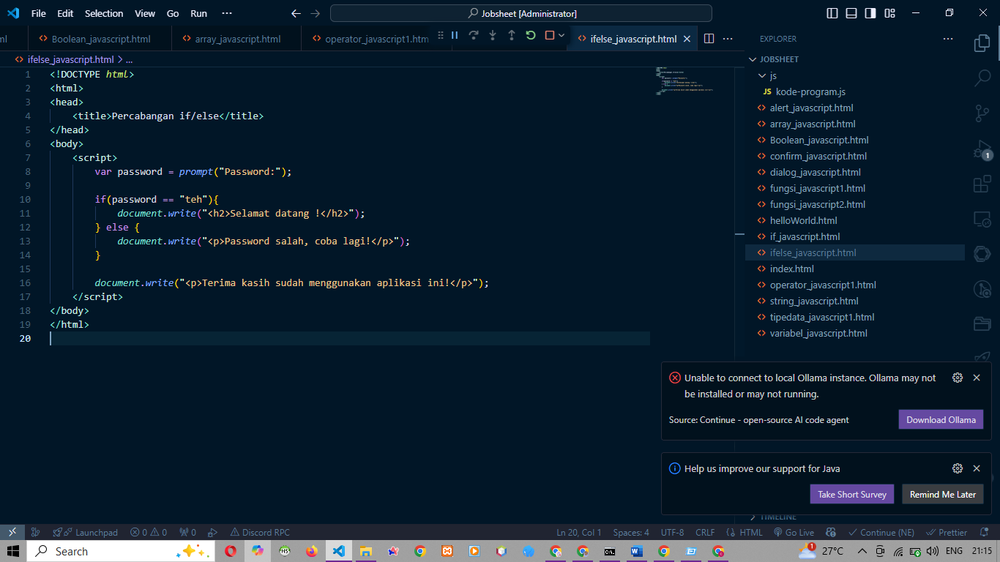 File Edit Selection View Go Run ··· Jobsheet [Administrator]
ml Boolean_javascript.html array_javascript.html operator_javascript1.htm ifelse_javascript.html
ifelse_javascript.html > ...
1 <!DOCTYPE html>
2 <html>
3 <head>
4 <title>Percabangan if/else</title>
5 </head>
6 <body>
7 <script>
8 var password = prompt("Password:");
9
10 if(password == "teh"){
11 document.write("<h2>Selamat datang !</h2>");
12 } else {
13 document.write("<p>Password salah, coba lagi!</p>");
14 }
15
16 document.write("<p>Terima kasih sudah menggunakan aplikasi ini!</p>");
17 </script>
18 </body>
19 </html>
20
EXPLORER
JOBSHEET
js
JS kode-program.js
alert_javascript.html
array_javascript.html
Boolean_javascript.html
confirm_javascript.html
dialog_javascript.html
fungsi_javascript1.html
fungsi_javascript2.html
helloWorld.html
if_javascript.html
ifelse_javascript.html
index.html
operator_javascript1.html
string_javascript.html
tipedata_javascript1.html
variabel_javascript.html
1
Unable to connect to local Ollama instance. Ollama may not
be installed or may not running.
Source: Continue - open-source AI code agent Download Ollama
Help us improve our support for Java
Take Short Survey Remind Me Later
TIMELINE
Launchpad 0 0 0 Discord RPC Ln 20, Col 1 Spaces: 4 UTF-8 CRLF HTML Go Live Continue (NE) Prettier
Search 1 27°C ENG 21:15